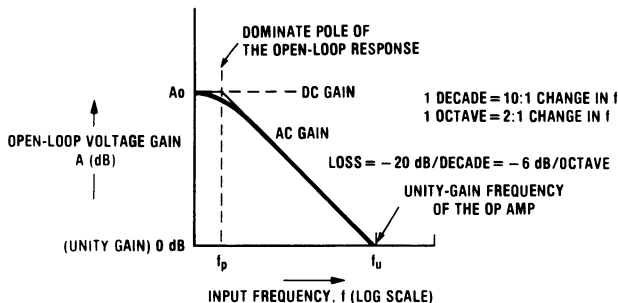 DOMINATE POLE OF
THE OPEN-LOOP RESPONSE
Ao
DC GAIN
1 DECADE = 10:1 CHANGE IN f
1 OCTAVE = 2:1 CHANGE IN f
AC GAIN
OPEN-LOOP VOLTAGE GAIN
A (dB)
LOSS = −20 dB/DECADE = −6 dB/OCTAVE
UNITY-GAIN FREQUENCY
OF THE OP AMP
(UNITY GAIN) 0 dB
fp
fu
INPUT FREQUENCY, f (LOG SCALE)